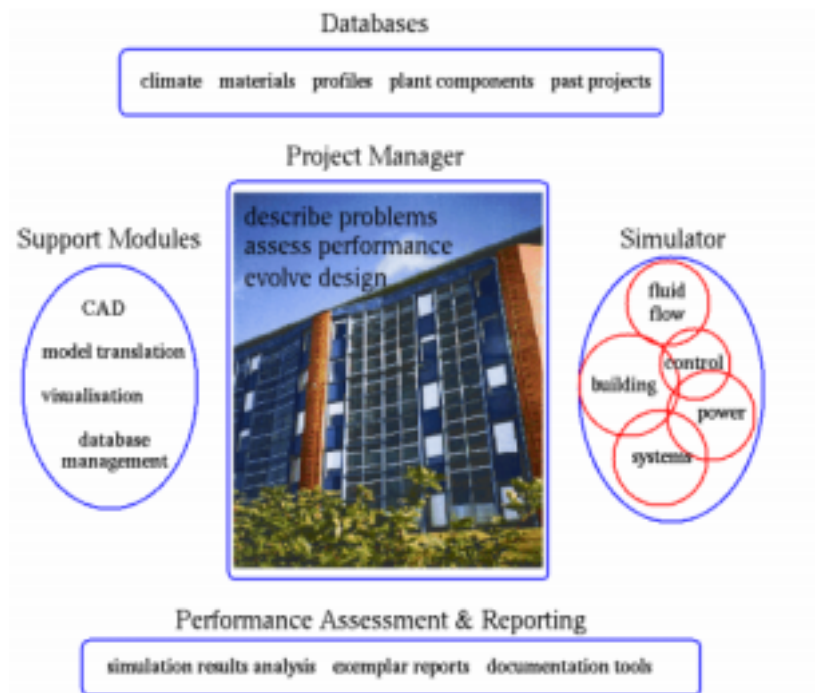 Databases
climate materials profiles plant components past projects
Project Manager
describe problems
assess performance
evolve design
Support Modules
CAD
model translation
visualisation
database
management
Simulator
fluid
flow
control
building
power
systems
Performance Assessment & Reporting
simulation results analysis exemplar reports documentation tools